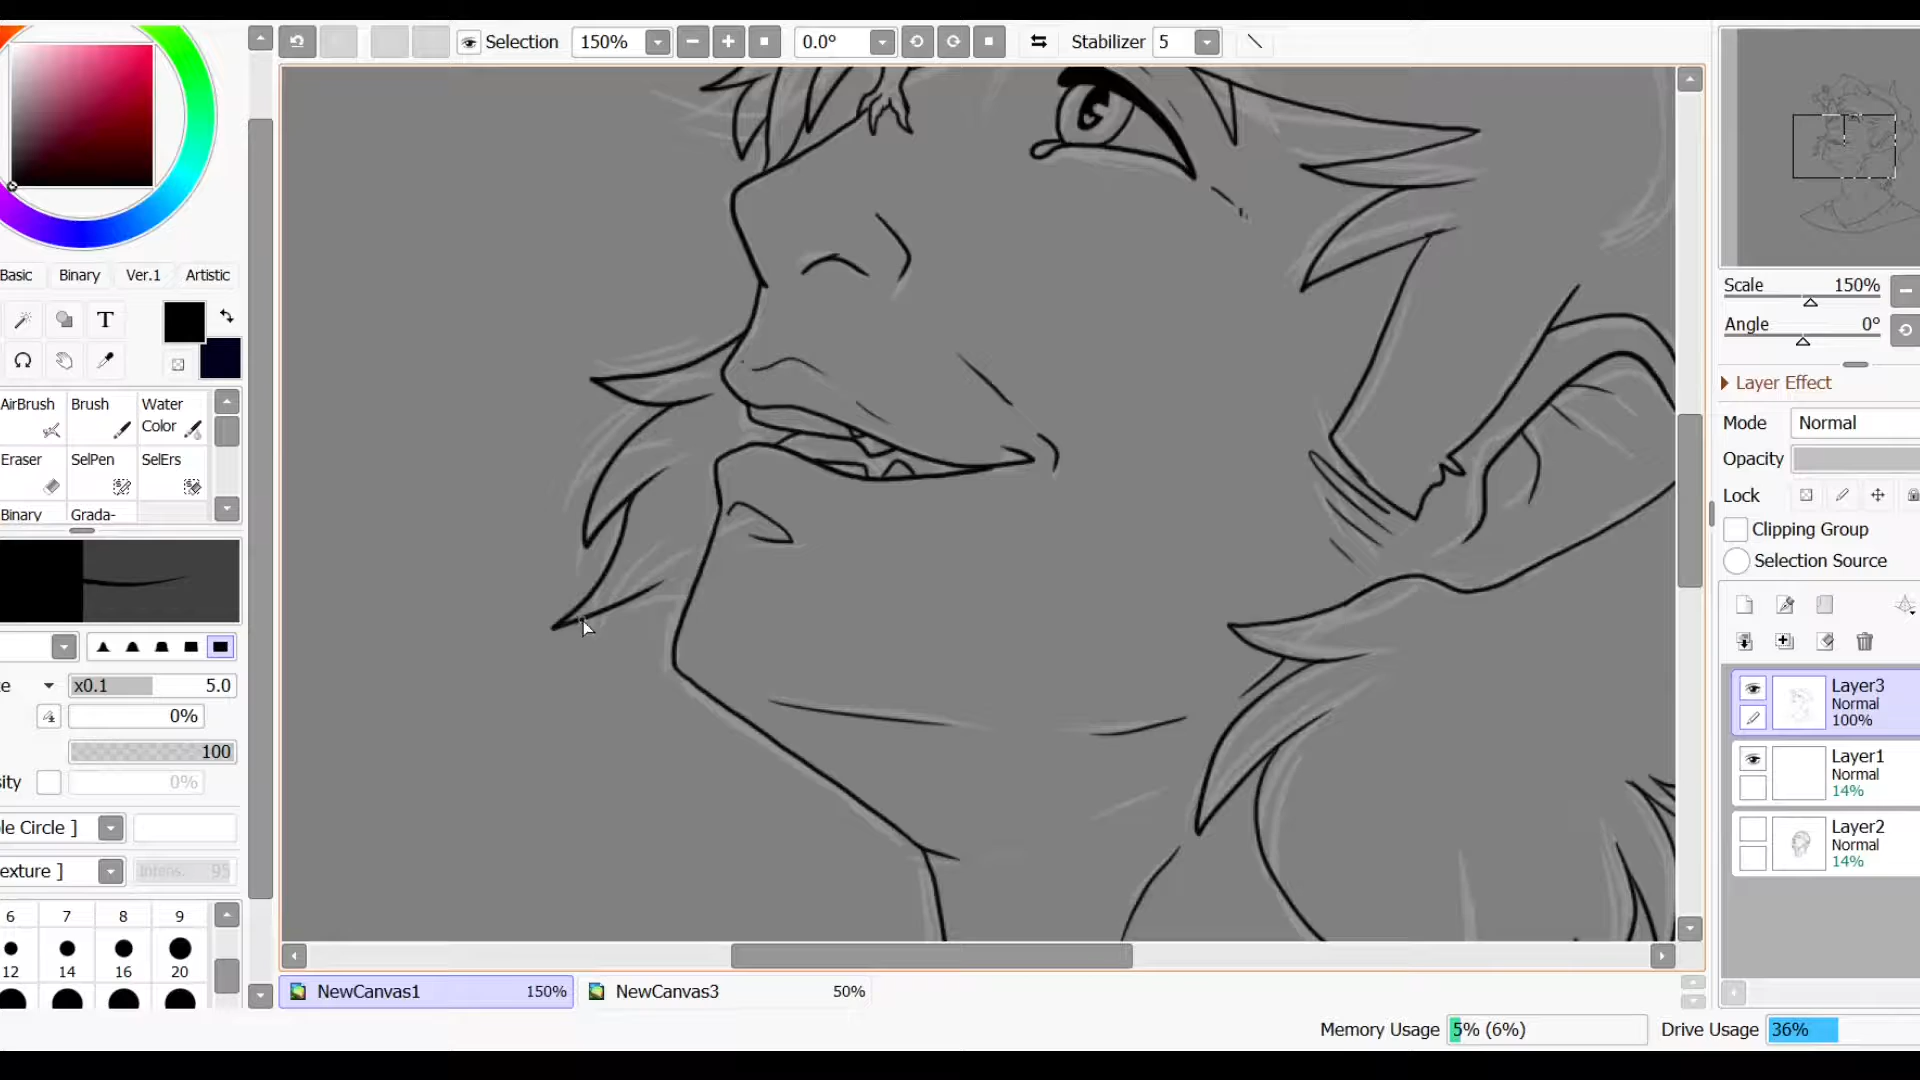 Selection 150% 0.0° Stabilizer 5
Basic Binary Ver.1 Artistic
T
AirBrush Brush Water Color
Eraser SelPen SelErs
Binary Grada-
x0.1 5.0
0%
100
sity 0%
le Circle ]
exture ] Intens. 95
6 7 8 9
12 14 16 20
NewCanvas1 150% NewCanvas3 50%
Memory Usage 5% (6%) Drive Usage 36%
Scale 150%
Angle 0°
Layer Effect
Mode Normal
Opacity
Lock
Clipping Group
Selection Source
Layer3
Normal
100%
Layer1
Normal
14%
Layer2
Normal
14%